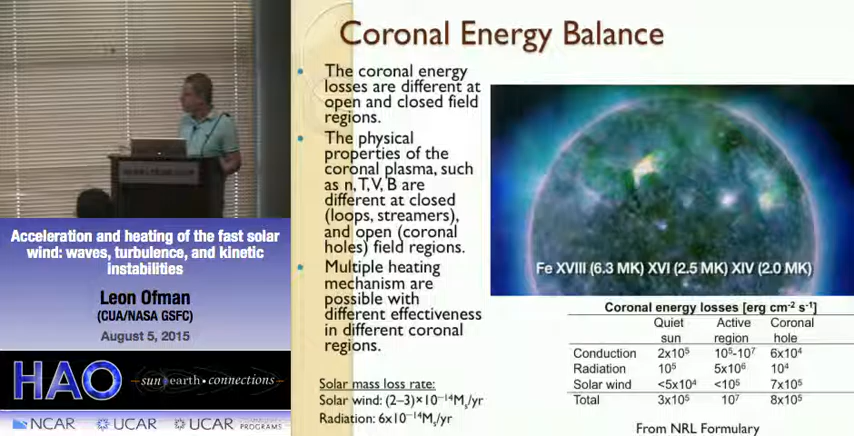 Coronal Energy Balance
• The coronal energy
losses are different at
open and closed field
regions.
• The physical
properties of the
coronal plasma, such
as n, T, V, B are
different at closed
(loops, streamers),
and open (coronal
holes) field regions.
• Multiple heating
mechanism are
possible with
different effectiveness
in different coronal
regions.
Solar mass loss rate:
Solar wind: (2–3)×10⁻¹⁴Mₛ/yr
Radiation: 6x10⁻¹⁴Mₛ/yr
Fe XVIII (6.3 MK) XVI (2.5 MK) XIV (2.0 MK)
Coronal energy losses [erg cm⁻² s⁻¹]
Quiet sun Active region Coronal hole
Conduction 2x10⁵ 10⁵-10⁷ 6x10⁴
Radiation 10⁵ 5x10⁶ 10⁴
Solar wind <5x10⁴ <10⁵ 7x10⁵
Total 3x10⁵ 10⁷ 8x10⁵
From NRL Formulary
Acceleration and heating of the fast solar
wind: waves, turbulence, and kinetic
instabilities
Leon Ofman
(CUA/NASA GSFC)
August 5, 2015
HAO sun earth • connections
NCAR UCAR UCAR COMMUNITY PROGRAMS